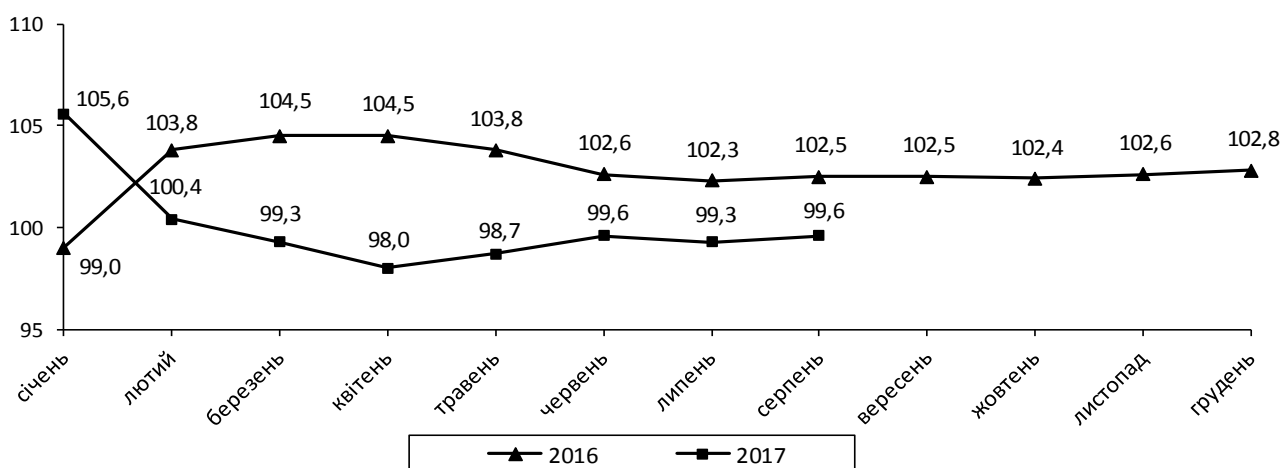 110
105,6
104,5
104,5
103,8
103,8
105
102,6
102,3
102,5
102,5
102,4
102,6
102,8
100,4
99,3
98,0
98,7
99,6
99,3
99,6
100
99,0
95
січень
лютий
березень
квітень
травень
червень
липень
серпень
вересень
жовтень
листопад
грудень
2016
2017